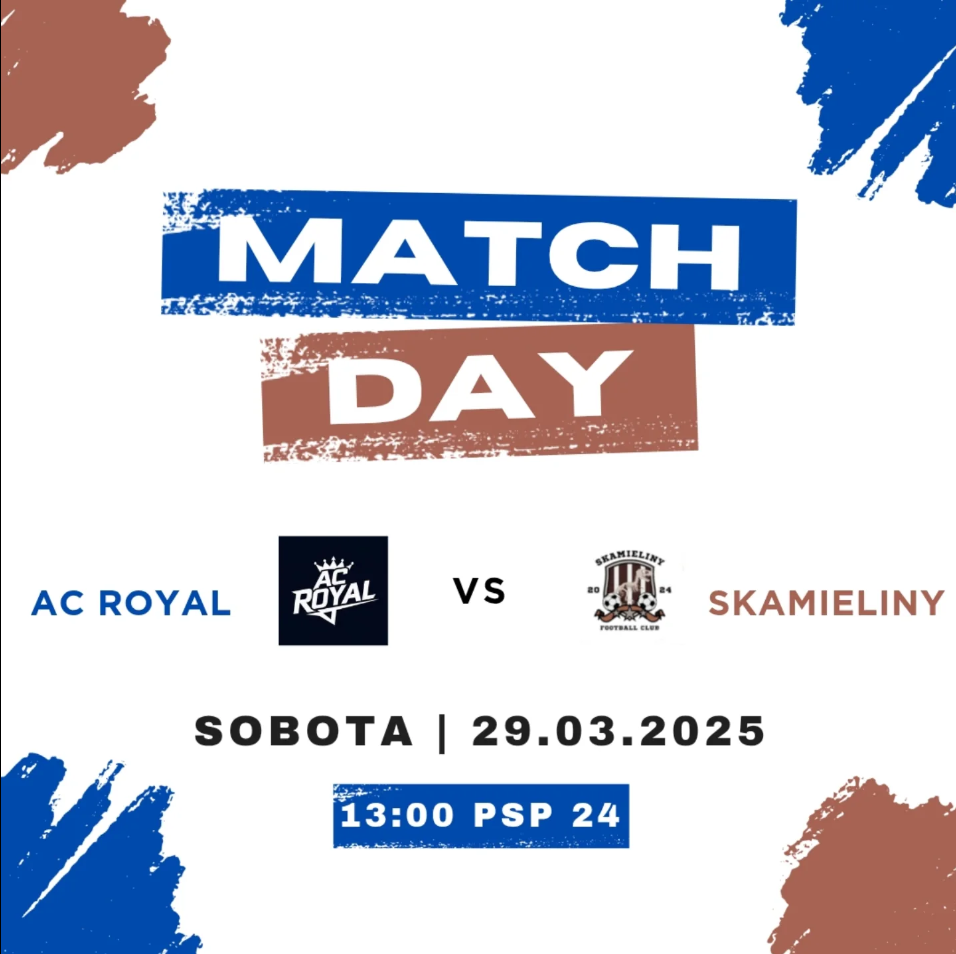 MATCH
DAY
AC ROYAL
AC
ROYAL
VS
SKAMIELINY
20 24
FOOTBALL CLUB
SKAMIELINY
SOBOTA | 29.03.2025
13:00 PSP 24